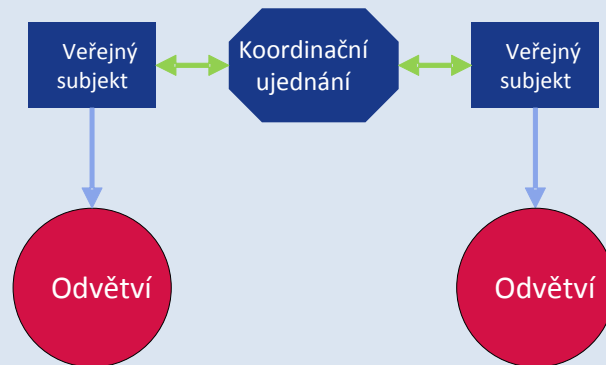 Veřejný
subjekt
Koordinační
ujednání
Veřejný
subjekt
Odvětví
Odvětví